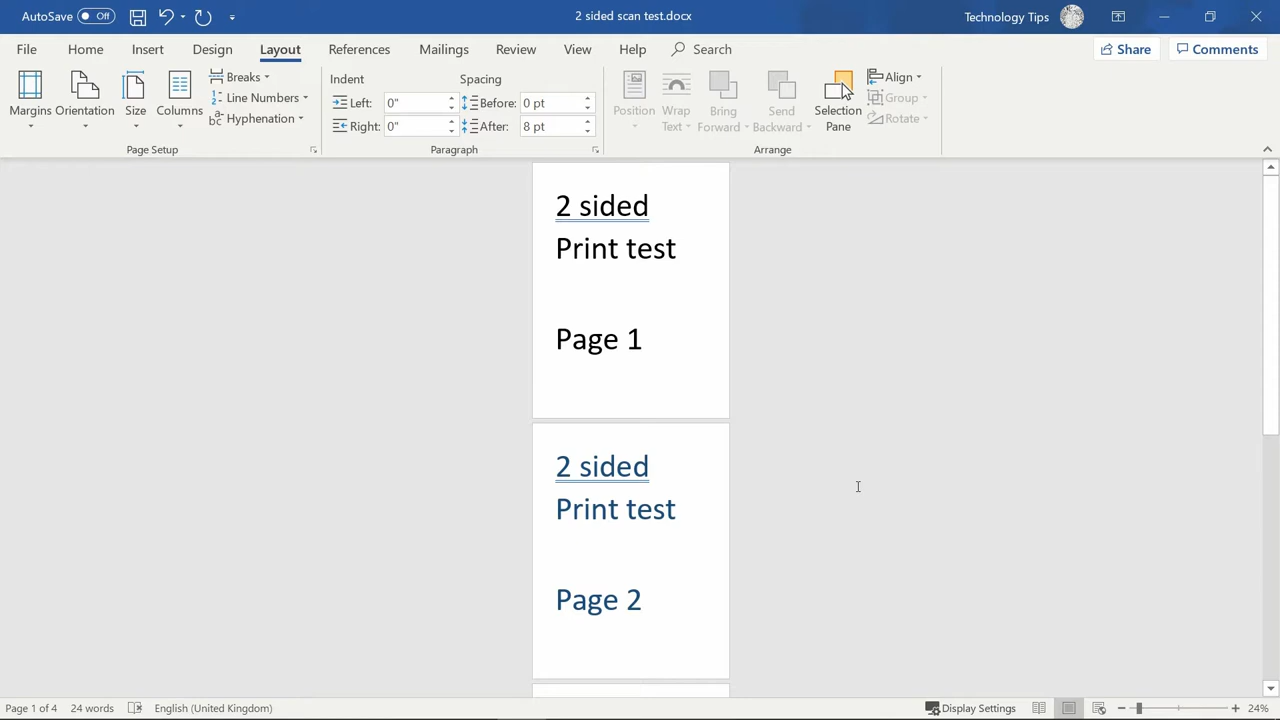 AutoSave Off 2 sided scan test.docx Technology Tips
File Home Insert Design Layout References Mailings Review View Help Search Share Comments
Margins Orientation Size Columns
Breaks
Line Numbers
Hyphenation
Page Setup
Indent Spacing
Left: 0" Before: 0 pt
Right: 0" After: 8 pt
Paragraph
Position Wrap Text Bring Forward Send Backward Selection Pane
Align
Group
Rotate
Arrange
2 sided
Print test
Page 1
2 sided
Print test
Page 2
Page 1 of 4 24 words English (United Kingdom) Display Settings 24%